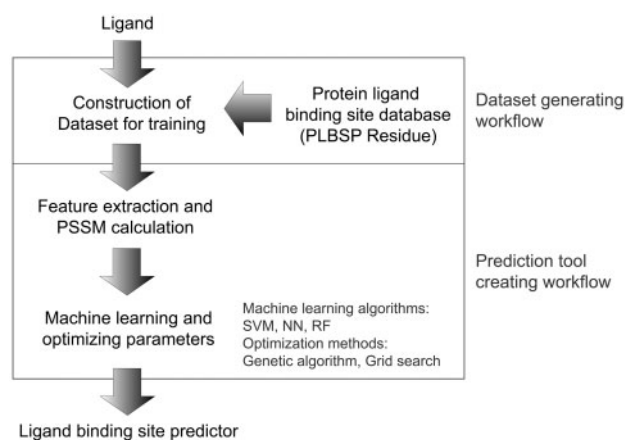 Ligand
Construction of
Dataset for training
Protein ligand
binding site database
(PLBSP Residue)
Dataset generating
workflow
Feature extraction and
PSSM calculation
Prediction tool
creating workflow
Machine learning and
optimizing parameters
Machine learning algorithms:
SVM, NN, RF
Optimization methods:
Genetic algorithm, Grid search
Ligand binding site predictor